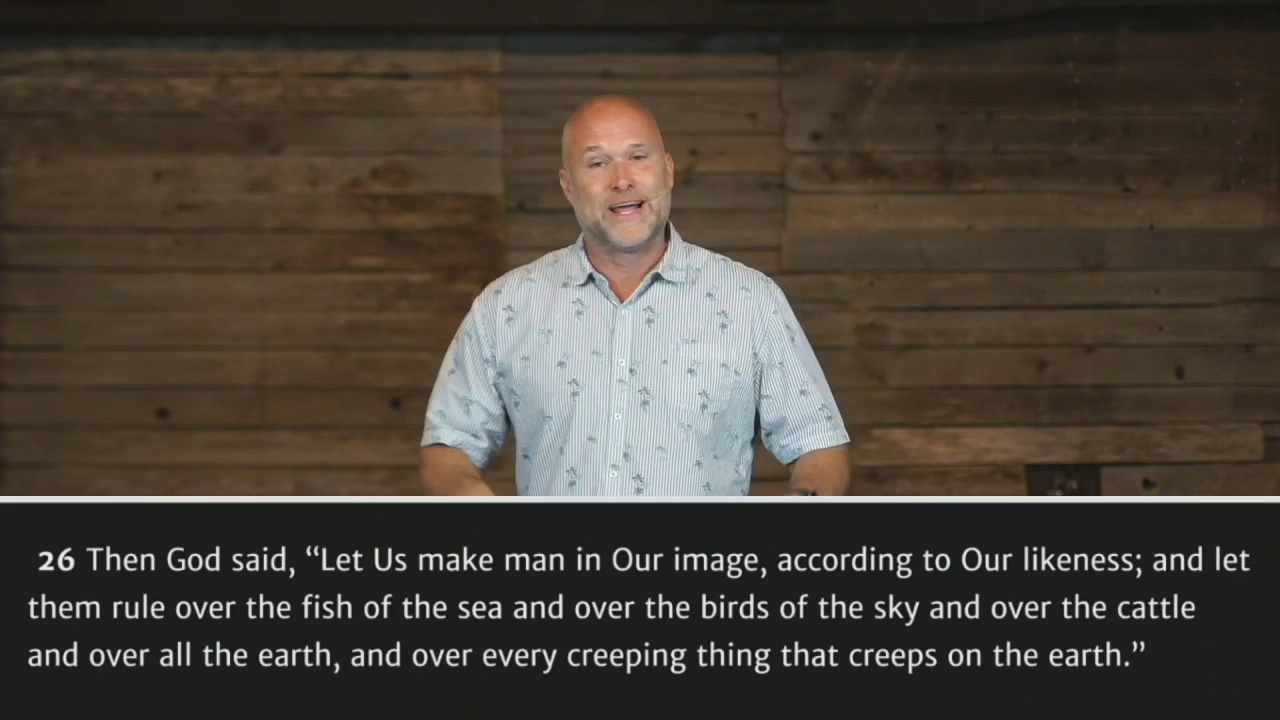 26 Then God said, “Let Us make man in Our image, according to Our likeness; and let
them rule over the fish of the sea and over the birds of the sky and over the cattle
and over all the earth, and over every creeping thing that creeps on the earth.”